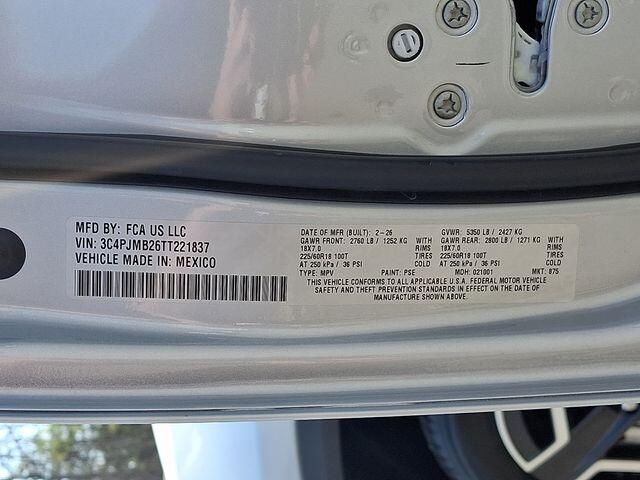 MFD BY: FCA US LLC
VIN: 3C4PJMB26TT221837
VEHICLE MADE IN: MEXICO
DATE OF MFR (BUILT): 2-26
GAWR FRONT: 2760 LB / 1252 KG WITH
18X7.0 RIMS
225/60R18 100T TIRES
AT 250 kPa / 36 PSI COLD
GVWR: 5350 LB / 2427 KG
GAWR REAR: 2800 LB / 1271 KG WITH
18X7.0 RIMS
225/60R18 100T TIRES
AT 250 kPa / 36 PSI COLD
TYPE: MPV PAINT: PSE MDH: 021001 MKT: 875
THIS VEHICLE CONFORMS TO ALL APPLICABLE U.S.A. FEDERAL MOTOR VEHICLE
SAFETY AND THEFT PREVENTION STANDARDS IN EFFECT ON THE DATE OF
MANUFACTURE SHOWN ABOVE.